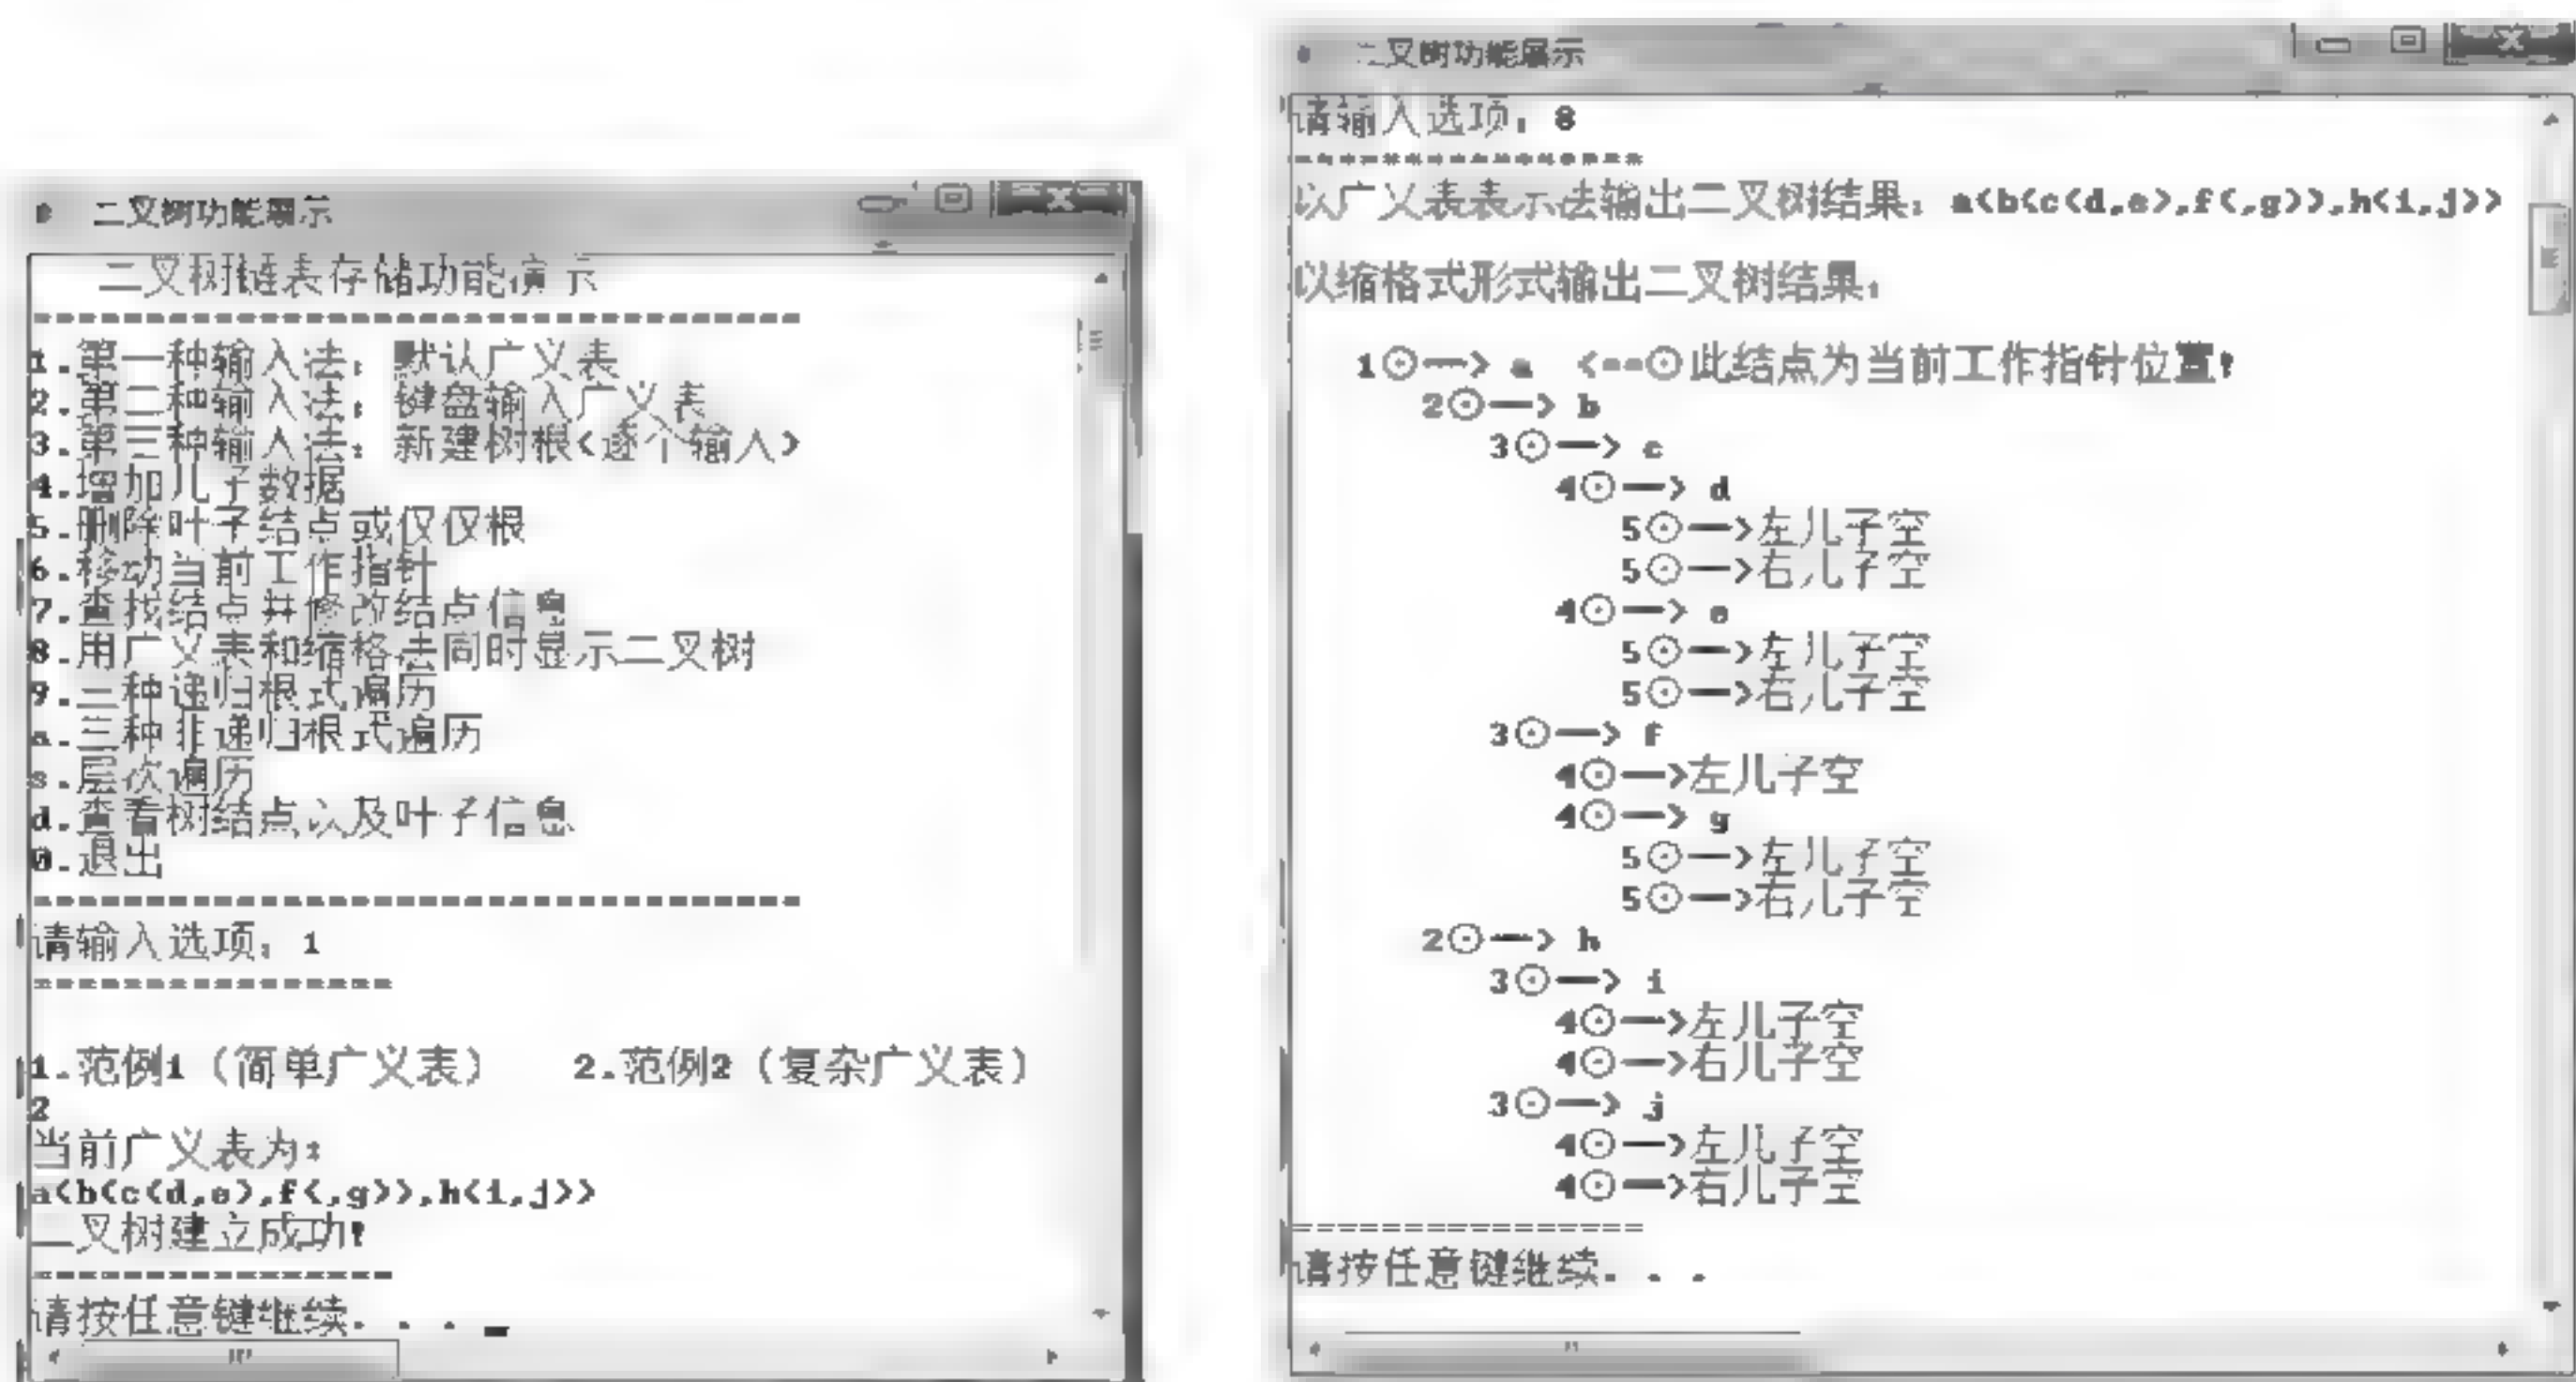 二叉树功能展示
二叉树链表存储功能演示
----------------------------------
1.第一种输入法：默认广义表
2.第二种输入法：键盘输入广义表
3.第三种输入法：新建树根<逐个输入>
4.增加儿子数据
5.删除叶子结点或仅仅根
6.移动当前工作指针
7.查找结点并修改结点信息
8.用广义表和缩格法同时显示二叉树
9.三种递归根式遍历
a.三种非递归根式遍历
s.层次遍历
d.查看树结点以及叶子信息
0.退出
----------------------------------
请输入选项：1
----------------
1.范例1（简单广义表） 2.范例2（复杂广义表）
2
当前广义表为：
a<b<c<d,e>,f<,g>>,h<i,j>>
二叉树建立成功!
----------------
请按任意键继续. . .
二叉树功能展示
请输入选项：8
----------------
以广义表表示法输出二叉树结果：a<b<c<d,e>,f<,g>>,h<i,j>>
以缩格式形式输出二叉树结果：
1⊙—> a <==⊙此结点为当前工作指针位置!
2⊙—> b
3⊙—> c
4⊙—> d
5⊙—>左儿子空
5⊙—>右儿子空
4⊙—> e
5⊙—>左儿子空
5⊙—>右儿子空
3⊙—> f
4⊙—>左儿子空
4⊙—> g
5⊙—>左儿子空
5⊙—>右儿子空
2⊙—> h
3⊙—> i
4⊙—>左儿子空
4⊙—>右儿子空
3⊙—> j
4⊙—>左儿子空
4⊙—>右儿子空
================
请按任意键继续. . .